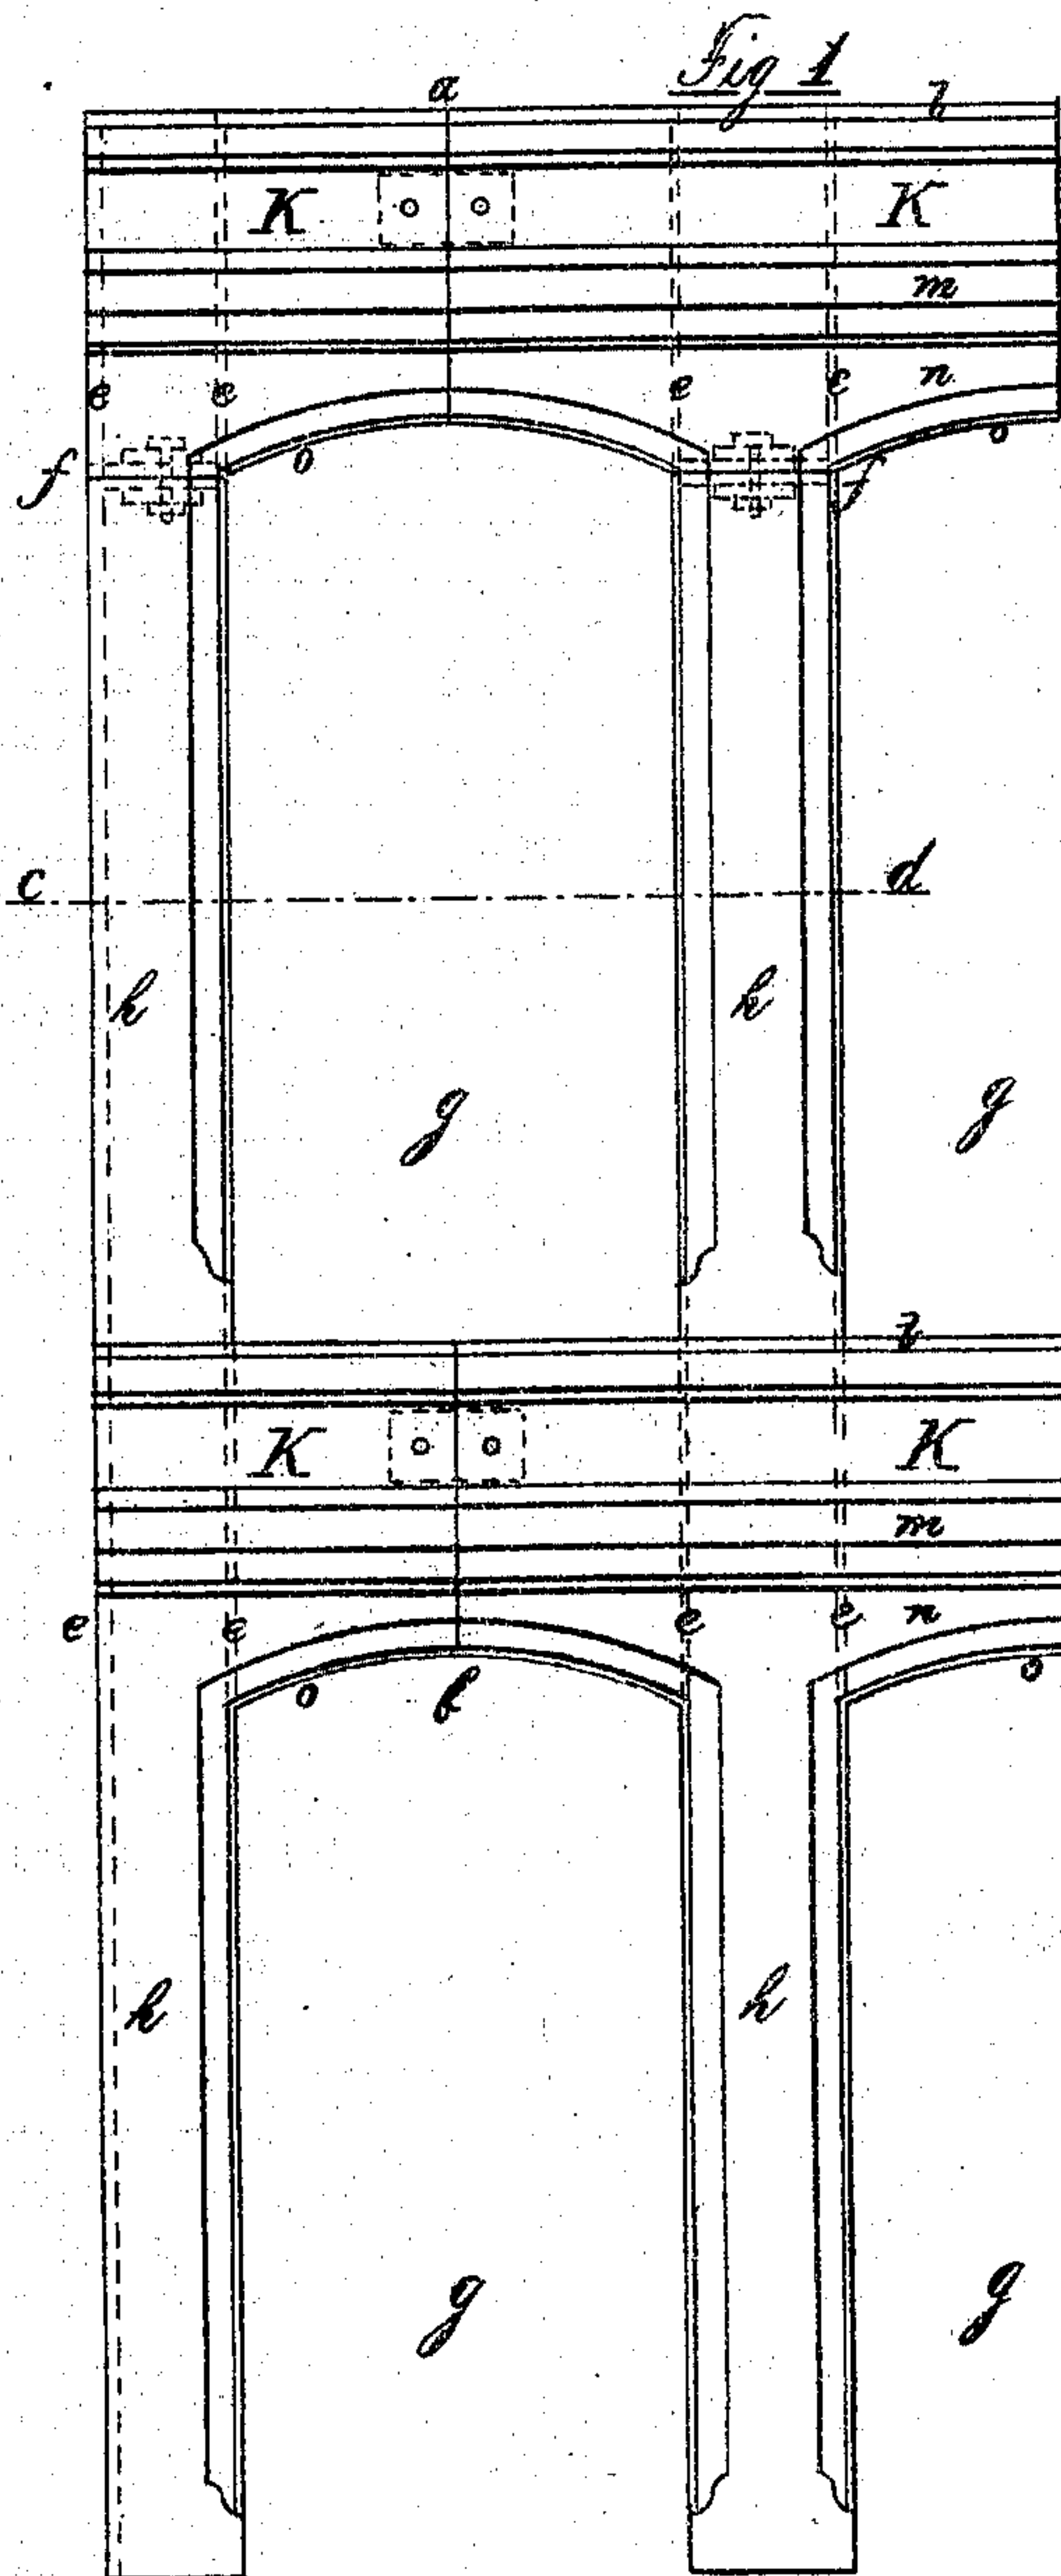 Fig 1
a l
K K
m
e e e e n
o o
f f
c d
h h
g g
l
K K
m
e e e e n
o b o
h h
g g